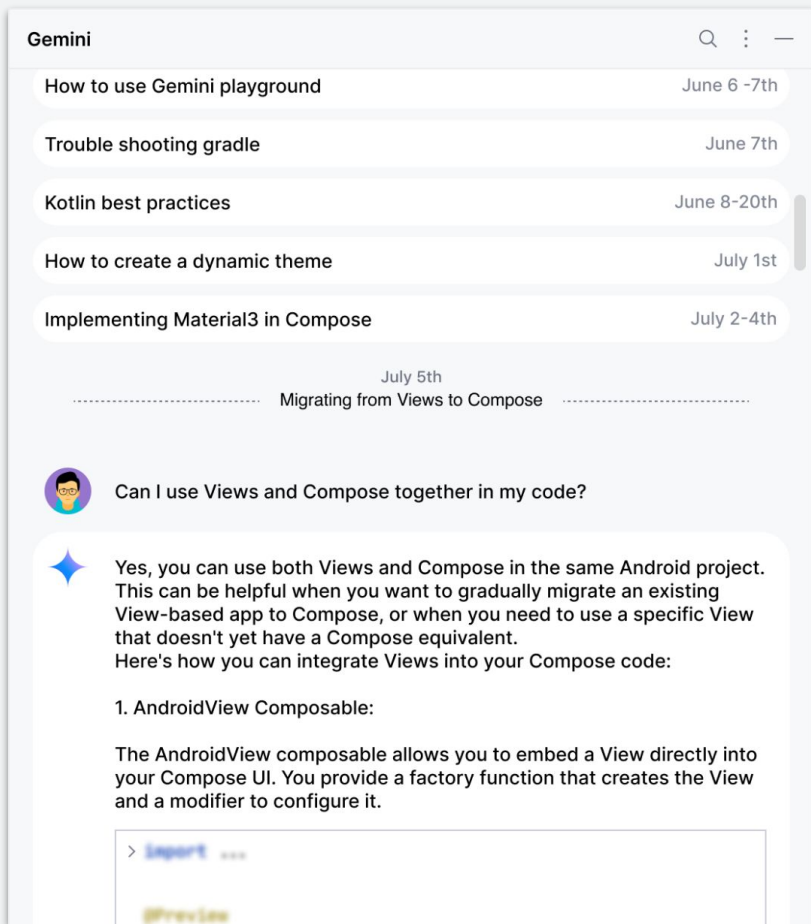 Gemini
How to use Gemini playground June 6 -7th
Trouble shooting gradle June 7th
Kotlin best practices June 8-20th
How to create a dynamic theme July 1st
Implementing Material3 in Compose July 2-4th
July 5th
Migrating from Views to Compose
Can I use Views and Compose together in my code?
Yes, you can use both Views and Compose in the same Android project.
This can be helpful when you want to gradually migrate an existing
View-based app to Compose, or when you need to use a specific View
that doesn't yet have a Compose equivalent.
Here's how you can integrate Views into your Compose code:
1. AndroidView Composable:
The AndroidView composable allows you to embed a View directly into
your Compose UI. You provide a factory function that creates the View
and a modifier to configure it.
> import ...
@Preview